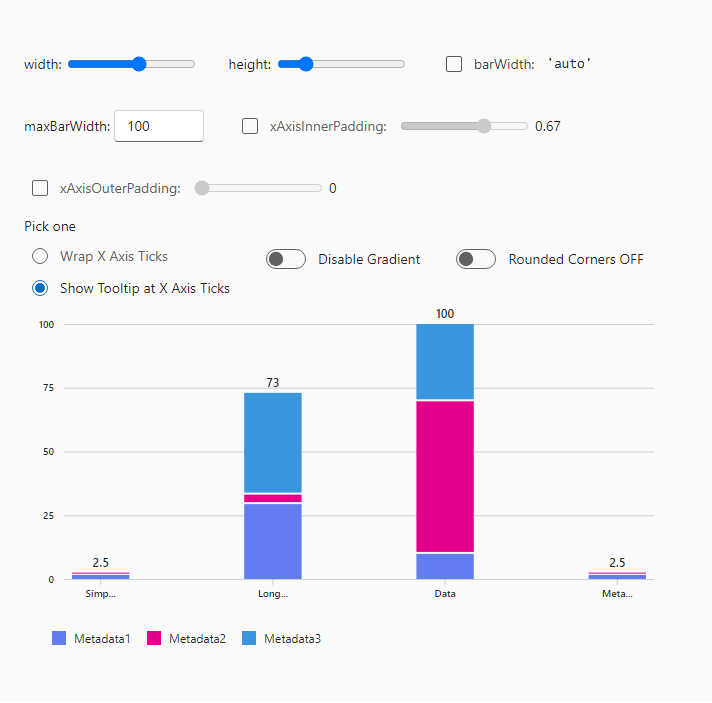 width: height: barWidth: 'auto'
maxBarWidth: 100 xAxisInnerPadding: 0.67
xAxisOuterPadding: 0
Pick one
Wrap X Axis Ticks Disable Gradient Rounded Corners OFF
Show Tooltip at X Axis Ticks
100
100
73
75
50
25
2.5 2.5
0
Simp... Long... Data Meta...
Metadata1 Metadata2 Metadata3